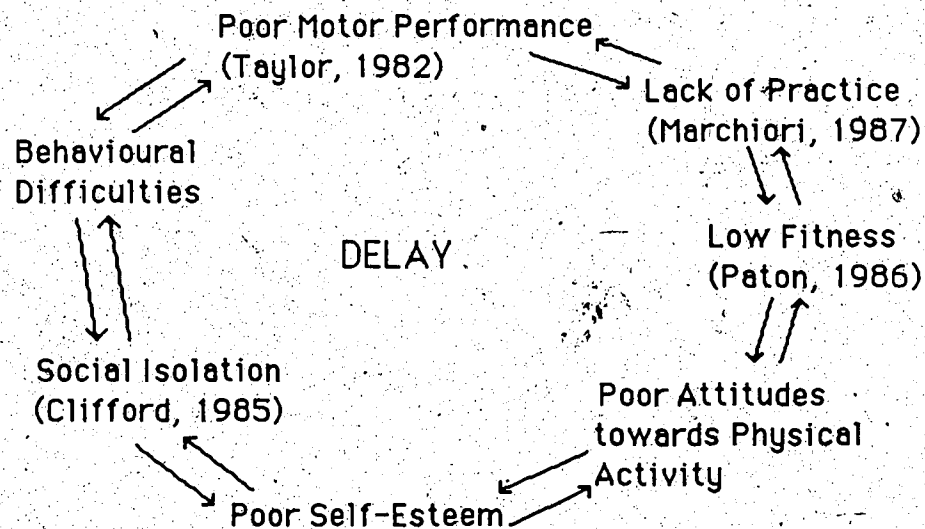 Poor Motor Performance
(Taylor, 1982)
Lack of Practice
(Marchiori, 1987)
Behavioural
Difficulties
Low Fitness
(Paton, 1986)
DELAY
Social Isolation
(Clifford, 1985)
Poor Attitudes
towards Physical
Activity
Poor Self-Esteem